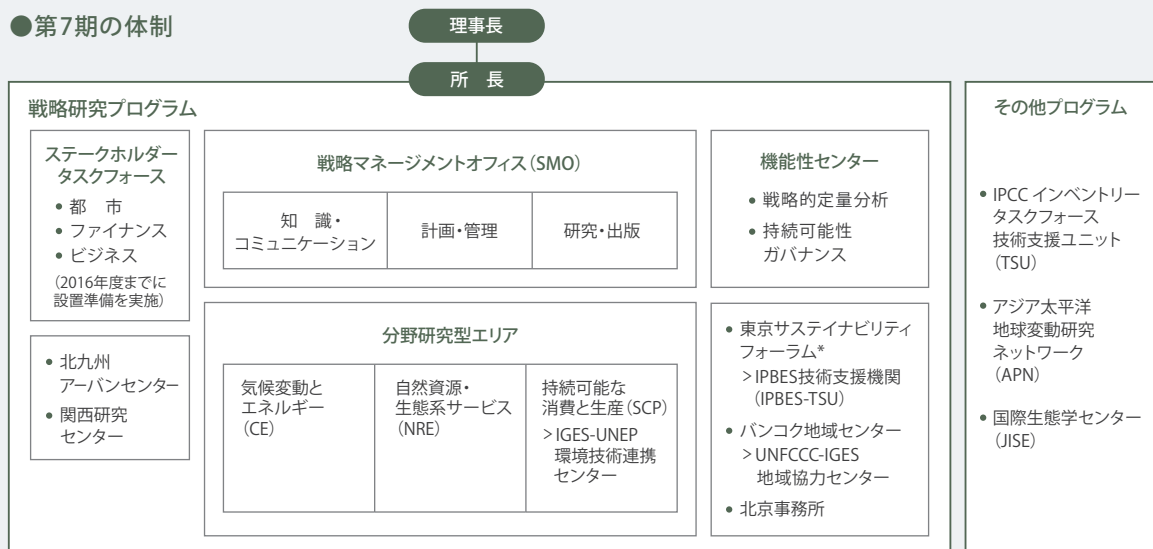 ●第7期の体制
理事長
所　長
戦略研究プログラム
ステークホルダー
タスクフォース
• 都　市
• ファイナンス
• ビジネス
(2016年度までに
設置準備を実施)
戦略マネージメントオフィス(SMO)
知　識・
コミュニケーション
計画・管理
研究・出版
機能性センター
• 戦略的定量分析
• 持続可能性
ガバナンス
• 北九州
アーバンセンター
• 関西研究
センター
分野研究型エリア
気候変動と
エネルギー
(CE)
自然資源・
生態系サービス
(NRE)
持続可能な
消費と生産(SCP)
> IGES-UNEP
環境技術連携
センター
• 東京サステイナビリティ
フォーラム*
> IPBES技術支援機関
(IPBES-TSU)
• バンコク地域センター
> UNFCCC-IGES
地域協力センター
• 北京事務所
その他プログラム
• IPCC インベントリー
タスクフォース
技術支援ユニット
(TSU)
• アジア太平洋
地球変動研究
ネットワーク
(APN)
• 国際生態学センター
(JISE)